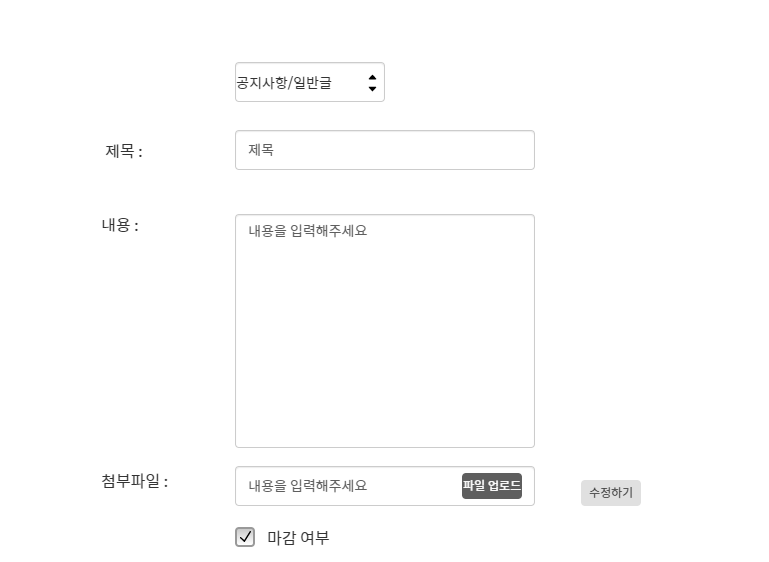 공지사항/일반글
제목 :
제목
내용 :
내용을 입력해주세요
첨부파일 :
내용을 입력해주세요
파일 업로드
수정하기
마감 여부